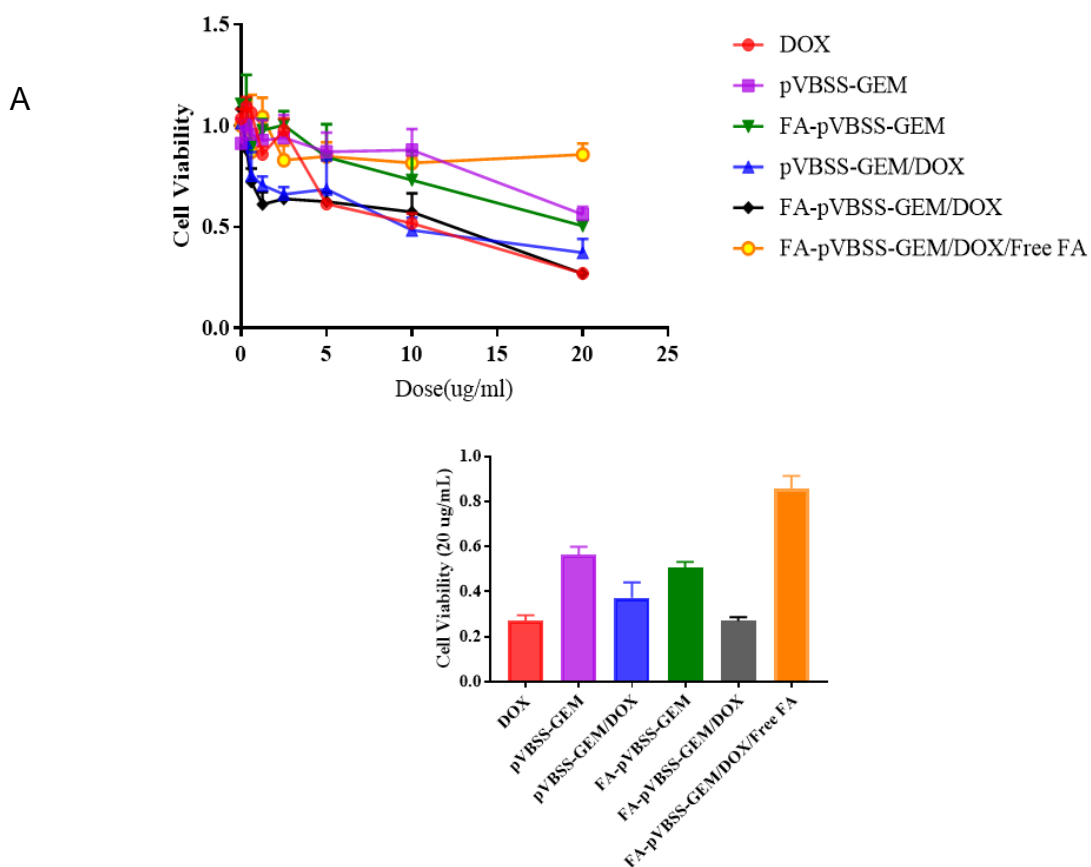 A
1.5
1.0
0.5
0.0
Cell Viability
0
5
10
15
20
25
Dose(ug/ml)
DOX
pVBSS-GEM
FA-pVBSS-GEM
pVBSS-GEM/DOX
FA-pVBSS-GEM/DOX
FA-pVBSS-GEM/DOX/Free FA
1.0
0.8
0.6
0.4
0.2
0.0
Cell Viability (20 ug/mL)
DOX
pVBSS-GEM
pVBSS-GEM/DOX
FA-pVBSS-GEM
FA-pVBSS-GEM/DOX
FA-pVBSS-GEM/DOX/Free FA